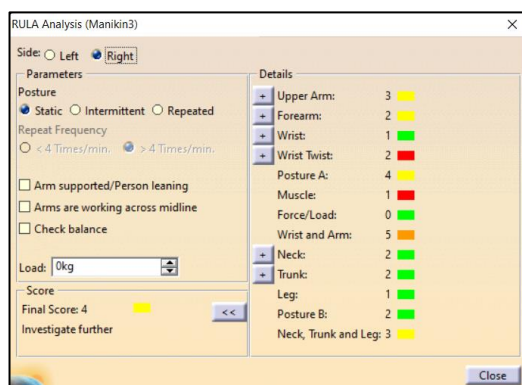 RULA Analysis (Manikin3)
Side: Left Right
Parameters
Posture
Static Intermittent Repeated
Repeat Frequency
< 4 Times/min. > 4 Times/min.
Arm supported/Person leaning
Arms are working across midline
Check balance
Load: 0kg
Score
Final Score: 4
<<
Investigate further
Details
+ Upper Arm: 3
+ Forearm: 2
+ Wrist: 1
+ Wrist Twist: 2
Posture A: 4
Muscle: 1
Force/Load: 0
Wrist and Arm: 5
+ Neck: 2
+ Trunk: 2
Leg: 1
Posture B: 2
Neck, Trunk and Leg: 3
Close